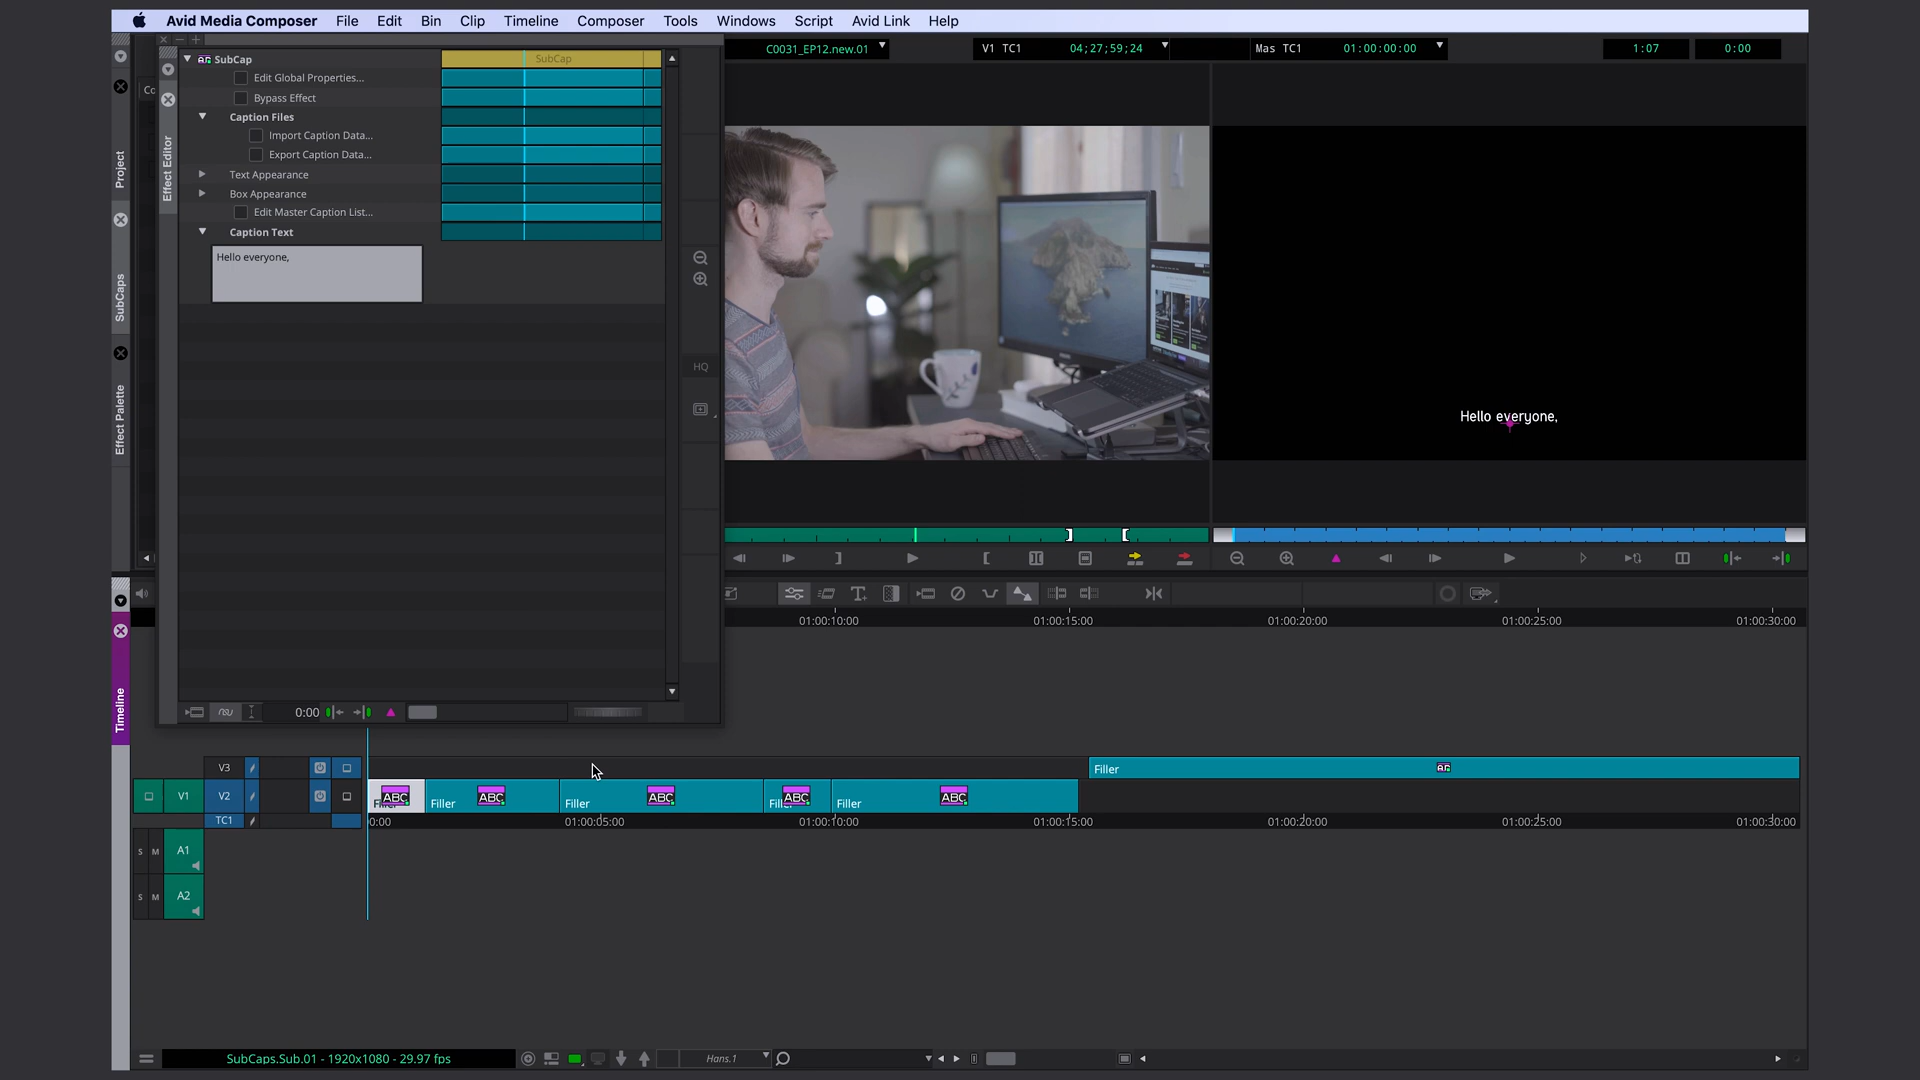 Avid Media Composer File Edit Bin Clip Timeline Composer Tools Windows Script Avid Link Help
C0031_EP12.new.01 V1 TC1 04;27;59;24 Mas TC1 01:00:00:00 1:07 0:00
Project
SubCaps
Effect Palette
Co
Effect Editor
SubCap
SubCap
Edit Global Properties...
Bypass Effect
Caption Files
Import Caption Data...
Export Caption Data...
Text Appearance
Box Appearance
Edit Master Caption List...
Caption Text
Hello everyone,
HQ
0:00
Hello everyone,
Timeline
01:00:10:00 01:00:15:00 01:00:20:00 01:00:25:00 01:00:30:00
V3 Filler
V1 V2 Filler ABC Filler ABC Filler ABC Filler ABC Filler ABC
TC1 00:00 01:00:05:00 01:00:10:00 01:00:15:00 01:00:20:00 01:00:25:00 01:00:30:00
S M A1
S M A2
SubCaps.Sub.01 - 1920x1080 - 29.97 fps Hans.1